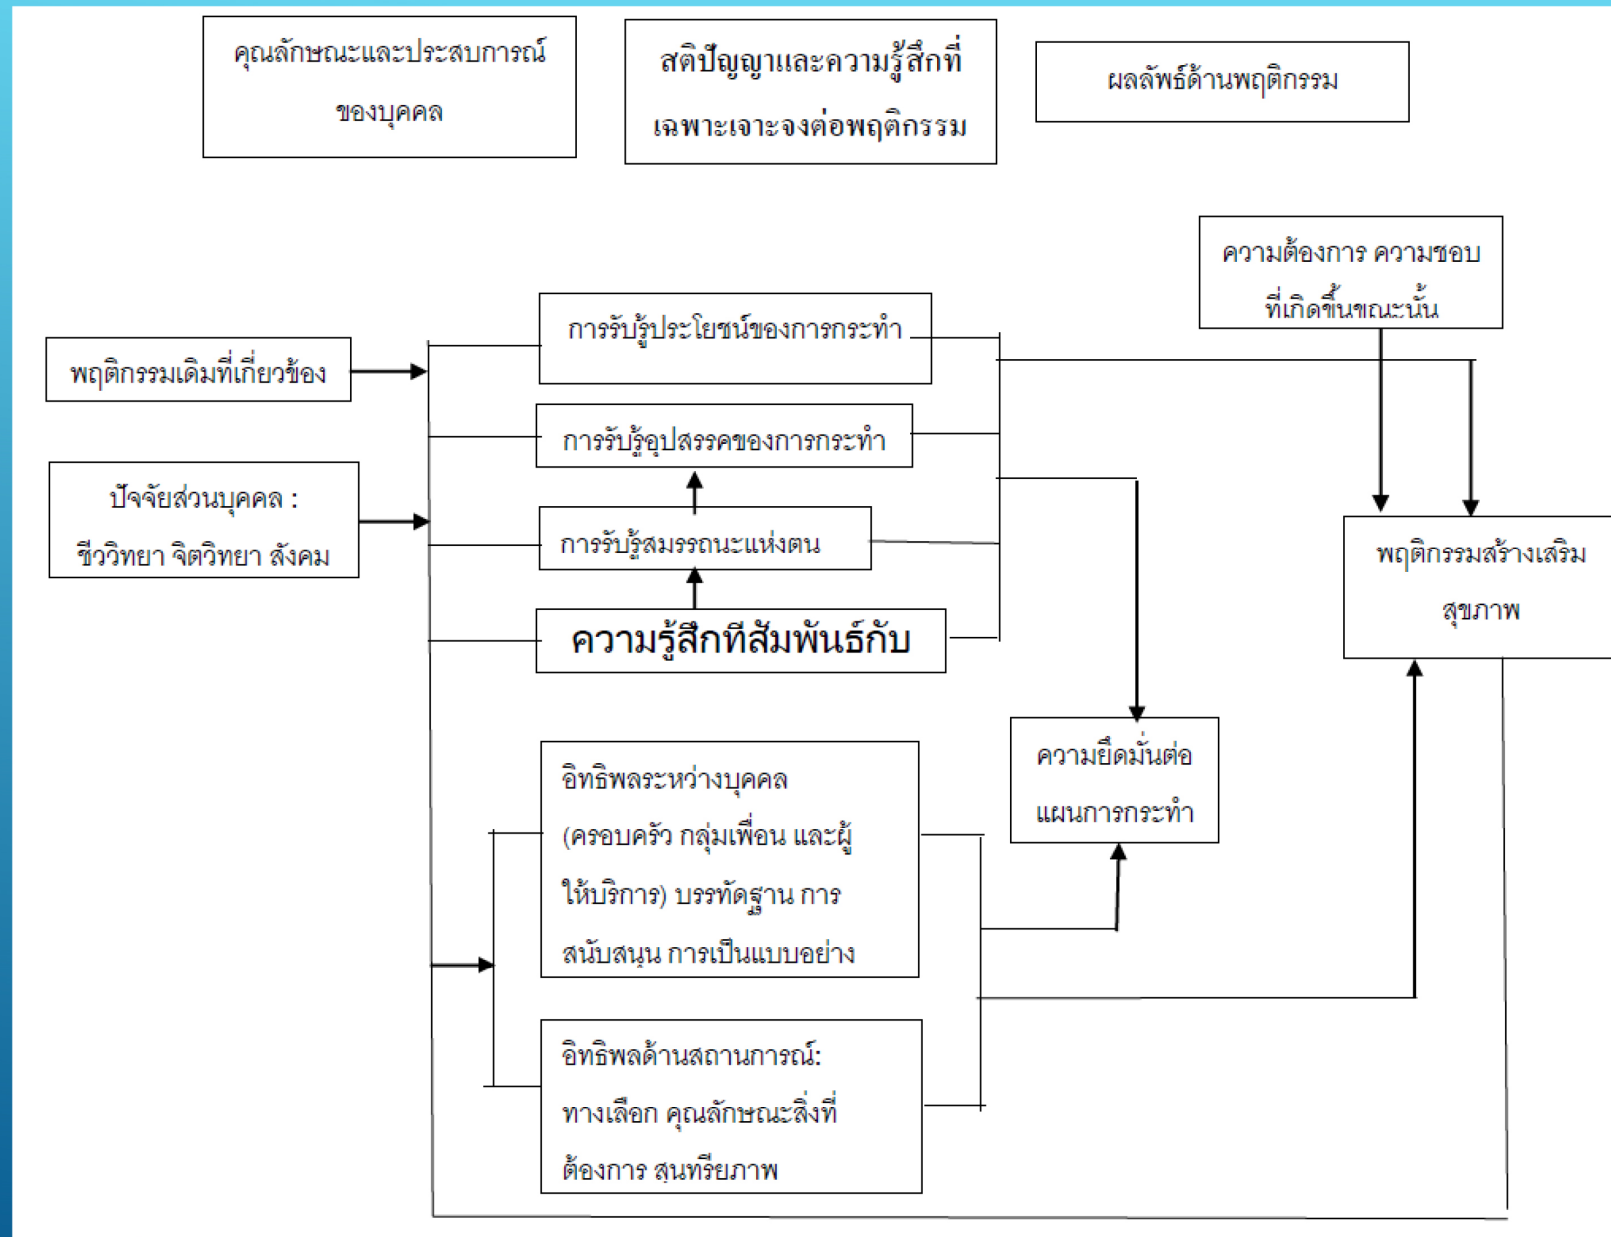 คุณลักษณะและประสบการณ์
ของบุคคล
สติปัญญาและความรู้สึกที่
เฉพาะเจาะจงต่อพฤติกรรม
ผลลัพธ์ด้านพฤติกรรม
ความต้องการ ความชอบ
ที่เกิดขึ้นขณะนั้น
การรับรู้ประโยชน์ของการกระทำ
พฤติกรรมเดิมที่เกี่ยวข้อง
การรับรู้อุปสรรคของการกระทำ
ปัจจัยส่วนบุคคล :
ชีววิทยา จิตวิทยา สังคม
การรับรู้สมรรถนะแห่งตน
พฤติกรรมสร้างเสริม
สุขภาพ
ความรู้สึกที่สัมพันธ์กับ
ความยึดมั่นต่อ
แผนการกระทำ
อิทธิพลระหว่างบุคคล
(ครอบครัว กลุ่มเพื่อน และผู้
ให้บริการ) บรรทัดฐาน การ
สนับสนุน การเป็นแบบอย่าง
อิทธิพลด้านสถานการณ์:
ทางเลือก คุณลักษณะสิ่งที่
ต้องการ สุนทรียภาพ